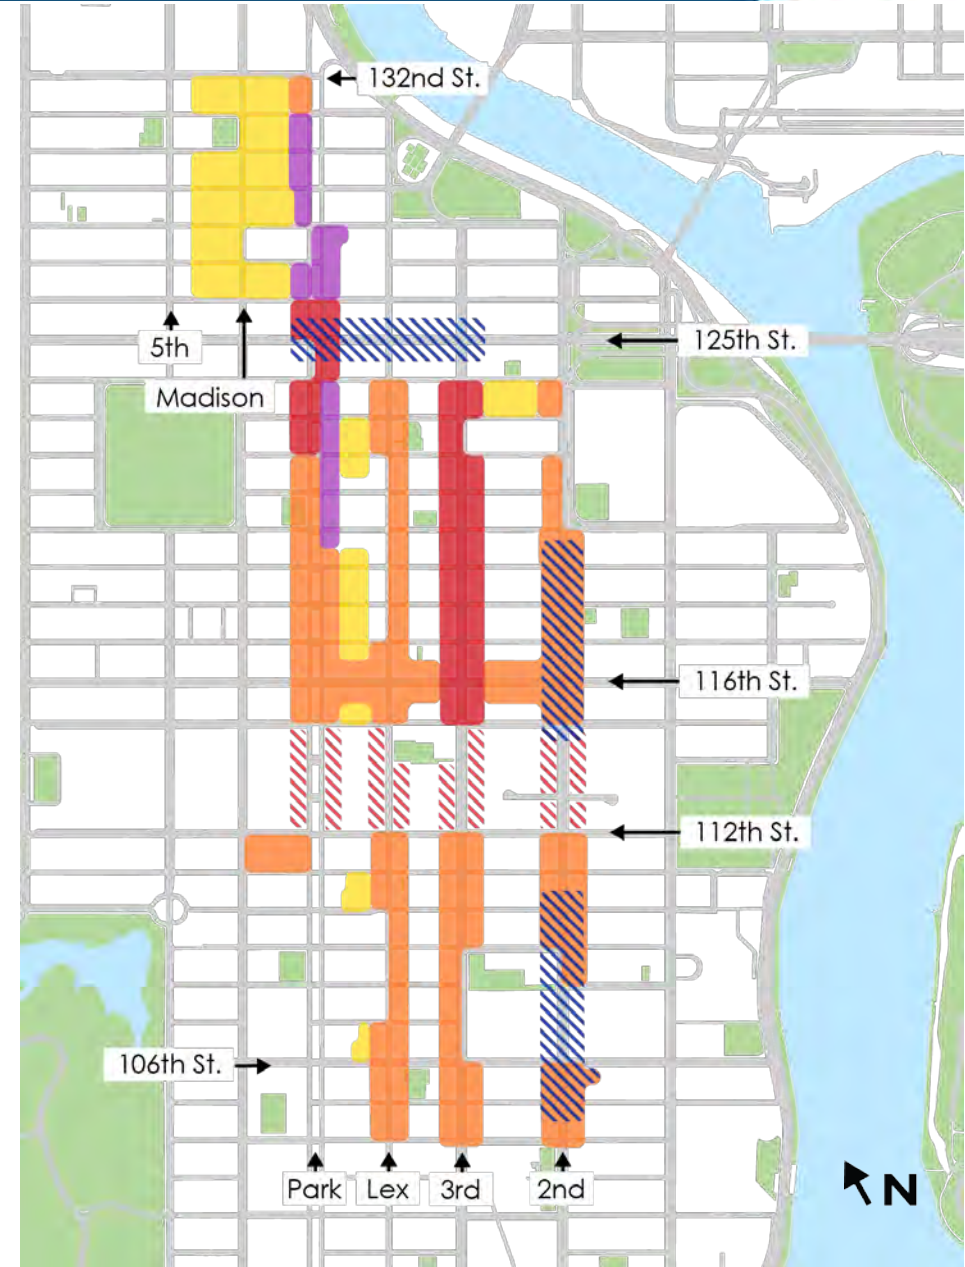 132nd St.
5th
125th St.
Madison
116th St.
112th St.
106th St.
Park
Lex
3rd
2nd
N